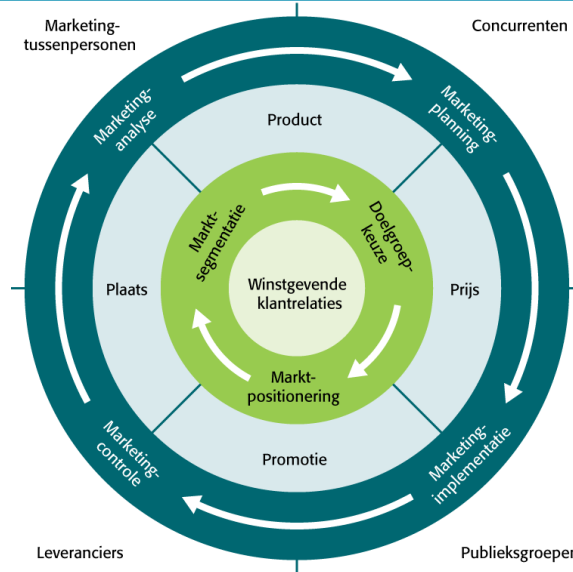 Marketing-
tussenpersonen
Concurrenten
Marketing-
analyse
Marketing-
planning
Product
Markt-
segmentatie
Doelgroep-
keuze
Plaats
Winstgevende
klantrelaties
Prijs
Markt-
positionering
Promotie
Marketing-
controle
Marketing-
implementatie
Leveranciers
Publieksgroepen